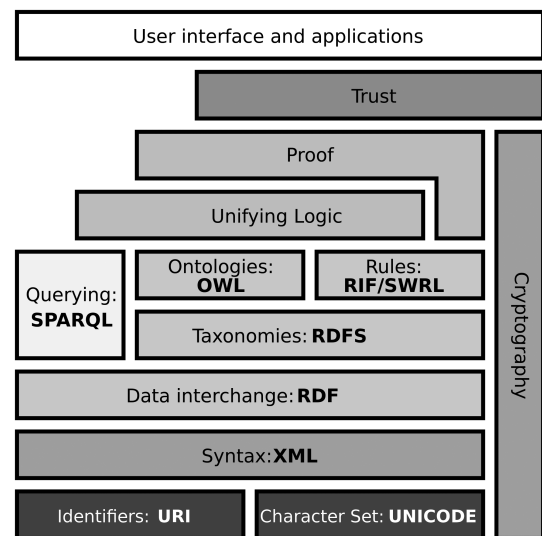 User interface and applications
Trust
Proof
Unifying Logic
Ontologies:
OWL
Rules:
RIF/SWRL
Querying:
SPARQL
Taxonomies: RDFS
Data interchange: RDF
Syntax:XML
Identifiers: URI
Character Set: UNICODE
Cryptography